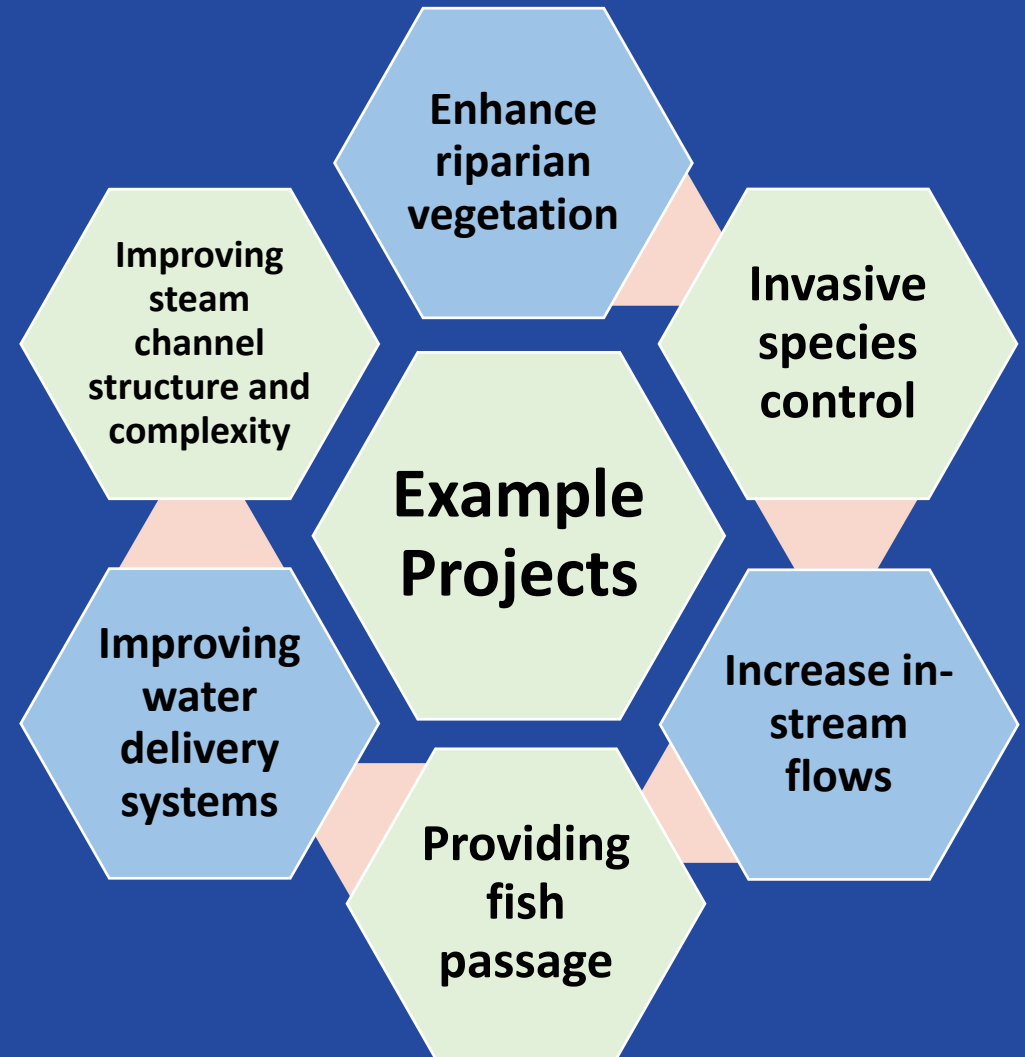 Enhance
riparian
vegetation
Invasive
species
control
Increase in-
stream
flows
Providing
fish
passage
Improving
water
delivery
systems
Improving
steam
channel
structure and
complexity
Example
Projects